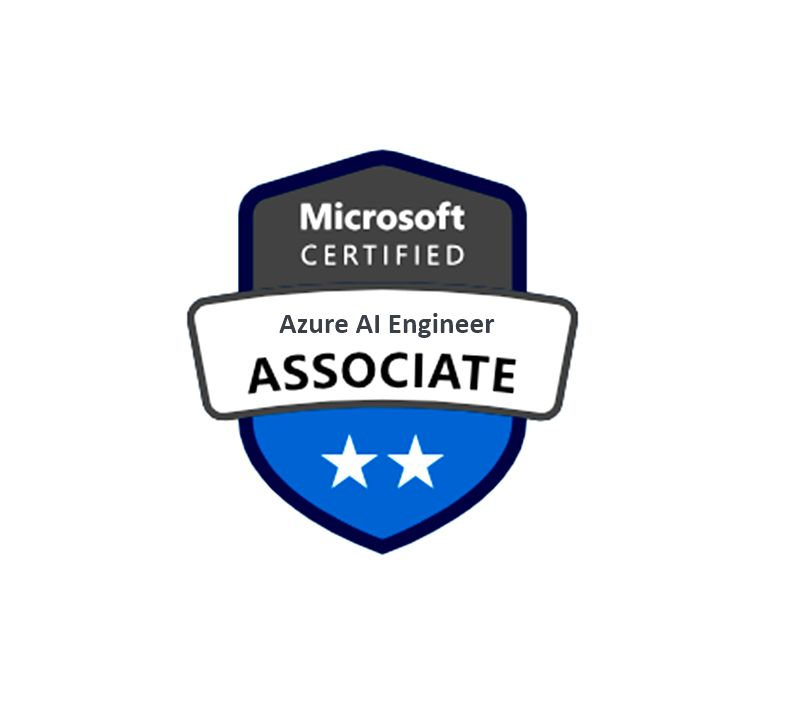 Microsoft
CERTIFIED
Azure AI Engineer
ASSOCIATE